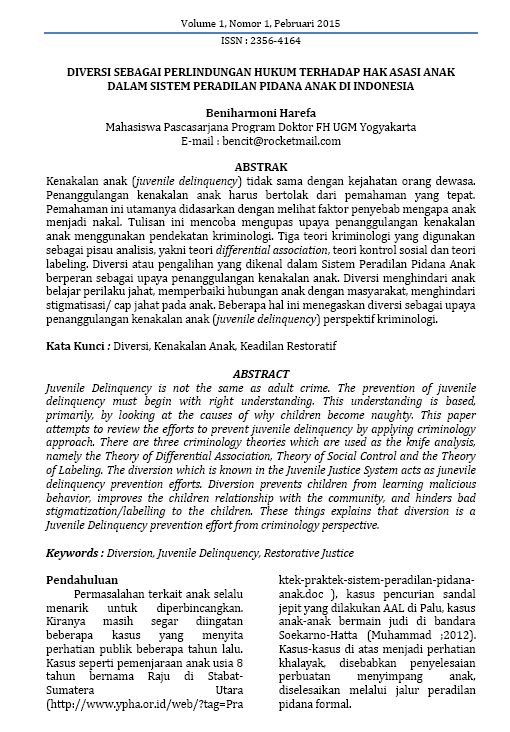 Volume 1, Nomor 1, Pebruari 2015
ISSN : 2356-4164
DIVERSI SEBAGAI PERLINDUNGAN HUKUM TERHADAP HAK ASASI ANAK
DALAM SISTEM PERADILAN PIDANA ANAK DI INDONESIA
Beniharmoni Harefa
Mahasiswa Pascasarjana Program Doktor FH UGM Yogyakarta
E-mail : bencit@rocketmail.com
ABSTRAK
Kenakalan anak (juvenile delinquency) tidak sama dengan kejahatan orang dewasa.
Penanggulangan kenakalan anak harus bertolak dari pemahaman yang tepat.
Pemahaman ini utamanya didasarkan dengan melihat faktor penyebab mengapa anak
menjadi nakal. Tulisan ini mencoba mengupas upaya penanggulangan kenakalan
anak menggunakan pendekatan kriminologi. Tiga teori kriminologi yang digunakan
sebagai pisau analisis, yakni teori differential association, teori kontrol sosial dan teori
labeling. Diversi atau pengalihan yang dikenal dalam Sistem Peradilan Pidana Anak
berperan sebagai upaya penanggulangan kenakalan anak. Diversi menghindari anak
belajar perilaku jahat, memperbaiki hubungan anak dengan masyarakat, menghindari
stigmatisasi/ cap jahat pada anak. Beberapa hal ini menegaskan diversi sebagai upaya
penanggulangan kenakalan anak (juvenile delinquency) perspektif kriminologi.
Kata Kunci : Diversi, Kenakalan Anak, Keadilan Restoratif
ABSTRACT
Juvenile Delinquency is not the same as adult crime. The prevention of juvenile
delinquency must begin with right understanding. This understanding is based,
primarily, by looking at the causes of why children become naughty. This paper
attempts to review the efforts to prevent juvenile delinquency by applying criminology
approach. There are three criminology theories which are used as the knife analysis,
namely the Theory of Differential Association, Theory of Social Control and the Theory
of Labeling. The diversion which is known in the Juvenile Justice System acts as junevile
delinquency prevention efforts. Diversion prevents children from learning malicious
behavior, improves the children relationship with the community, and hinders bad
stigmatization/labelling to the children. These things explains that diversion is a
Juvenile Delinquency prevention effort from criminology perspective.
Keywords : Diversion, Juvenile Delinquency, Restorative Justice
Pendahuluan
Permasalahan terkait anak selalu
menarik untuk diperbincangkan.
Kiranya masih segar diingatan
beberapa kasus yang menyita
perhatian publik beberapa tahun lalu.
Kasus seperti pemenjaraan anak usia 8
tahun bernama Raju di Stabat-
Sumatera Utara
(http://www.ypha.or.id/web/?tag=Pra
ktek-praktek-sistem-peradilan-pidana-
anak.doc ), kasus pencurian sandal
jepit yang dilakukan AAL di Palu, kasus
anak-anak bermain judi di bandara
Soekarno-Hatta (Muhammad ;2012).
Kasus-kasus di atas menjadi perhatian
khalayak, disebabkan penyelesaian
perbuatan menyimpang anak,
diselesaikan melalui jalur peradilan
pidana formal.